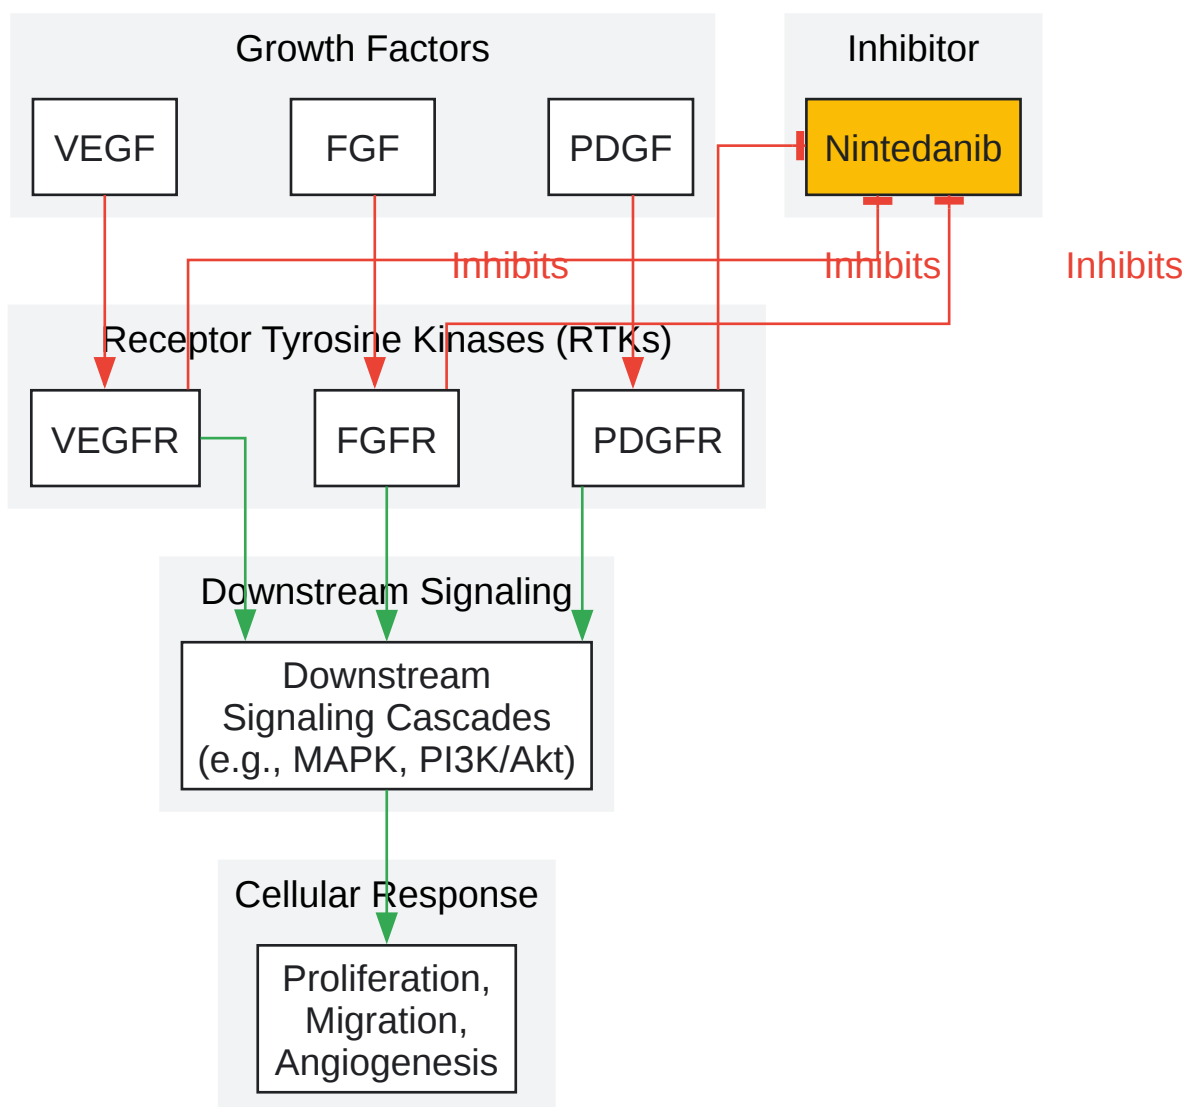 Growth Factors
Inhibitor
VEGF
FGF
PDGF
Nintedanib
Inhibits
Inhibits
Inhibits
Receptor Tyrosine Kinases (RTKs)
VEGFR
FGFR
PDGFR
Downstream Signaling
Downstream
Signaling Cascades
(e.g., MAPK, PI3K/Akt)
Cellular Response
Proliferation,
Migration,
Angiogenesis